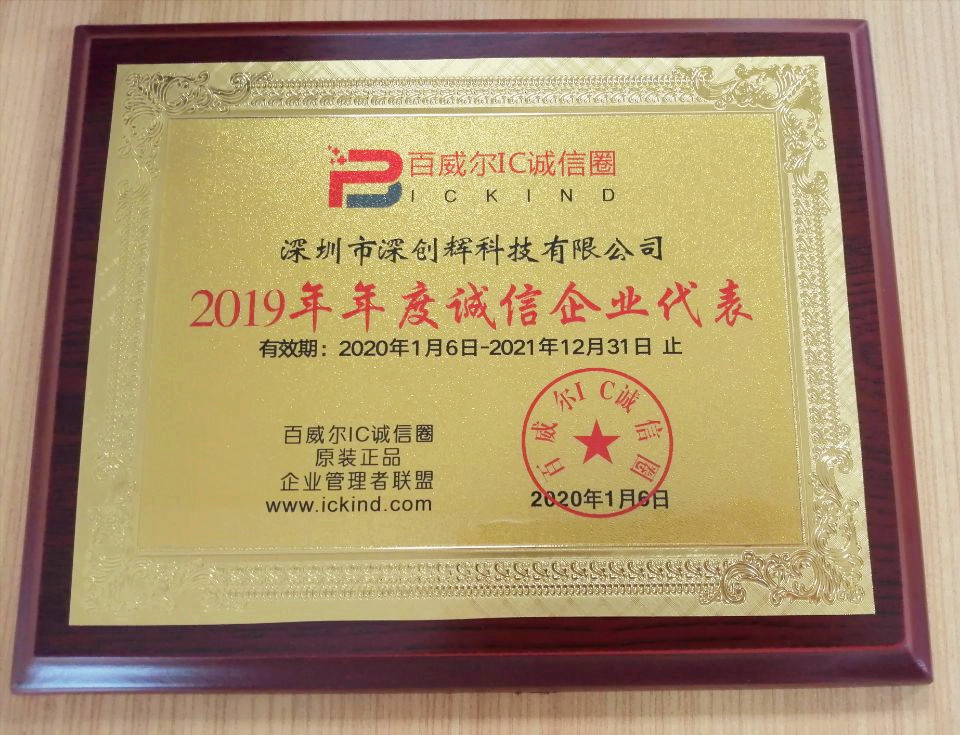 百威尔IC诚信圈
ICKIND
深圳市深创辉科技有限公司
2019年年度诚信企业代表
有效期：2020年1月6日-2021年12月31日 止
百威尔IC诚信圈
原装正品
企业管理者联盟
www.ickind.com
百威尔IC诚信圈
2020年1月6日